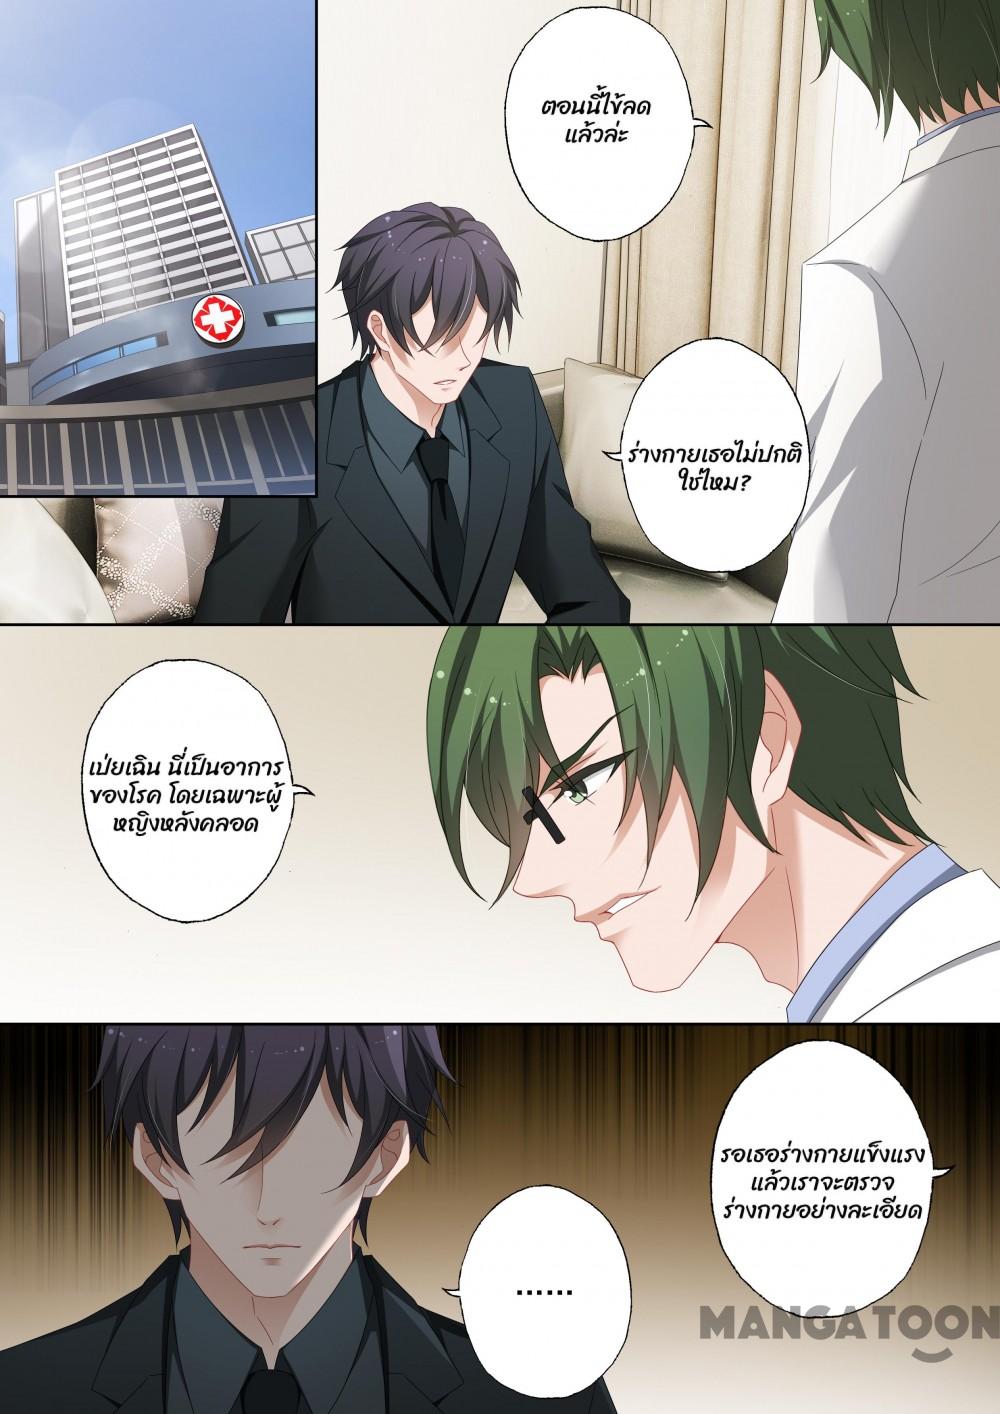 ตอนนี้ไข้ลด
แล้วล่ะ
ร่างกายเธอไม่ปกติ
ใช่ไหม?
เป่ยเฉิน นี่เป็นอาการ
ของโรค โดยเฉพาะผู้
หญิงหลังคลอด
รอเธอร่างกายแข็งแรง
แล้วเราจะตรวจ
ร่างกายอย่างละเอียด
......
MANGATOON